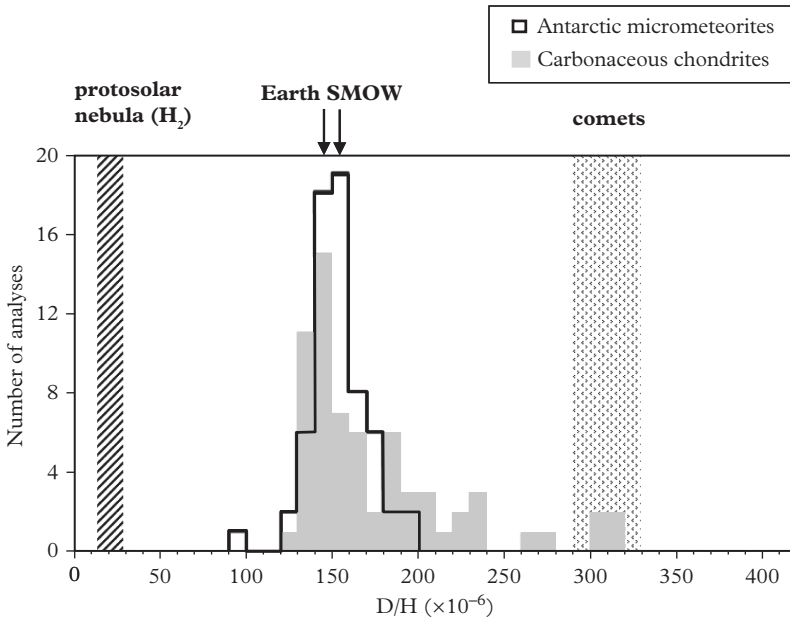 Antarctic micrometeorites
Carbonaceous chondrites
protosolar
nebula (H₂)
Earth SMOW
comets
20
16
12
8
4
0
Number of analyses
0 50 100 150 200 250 300 350 400
D/H (×10⁻⁶)